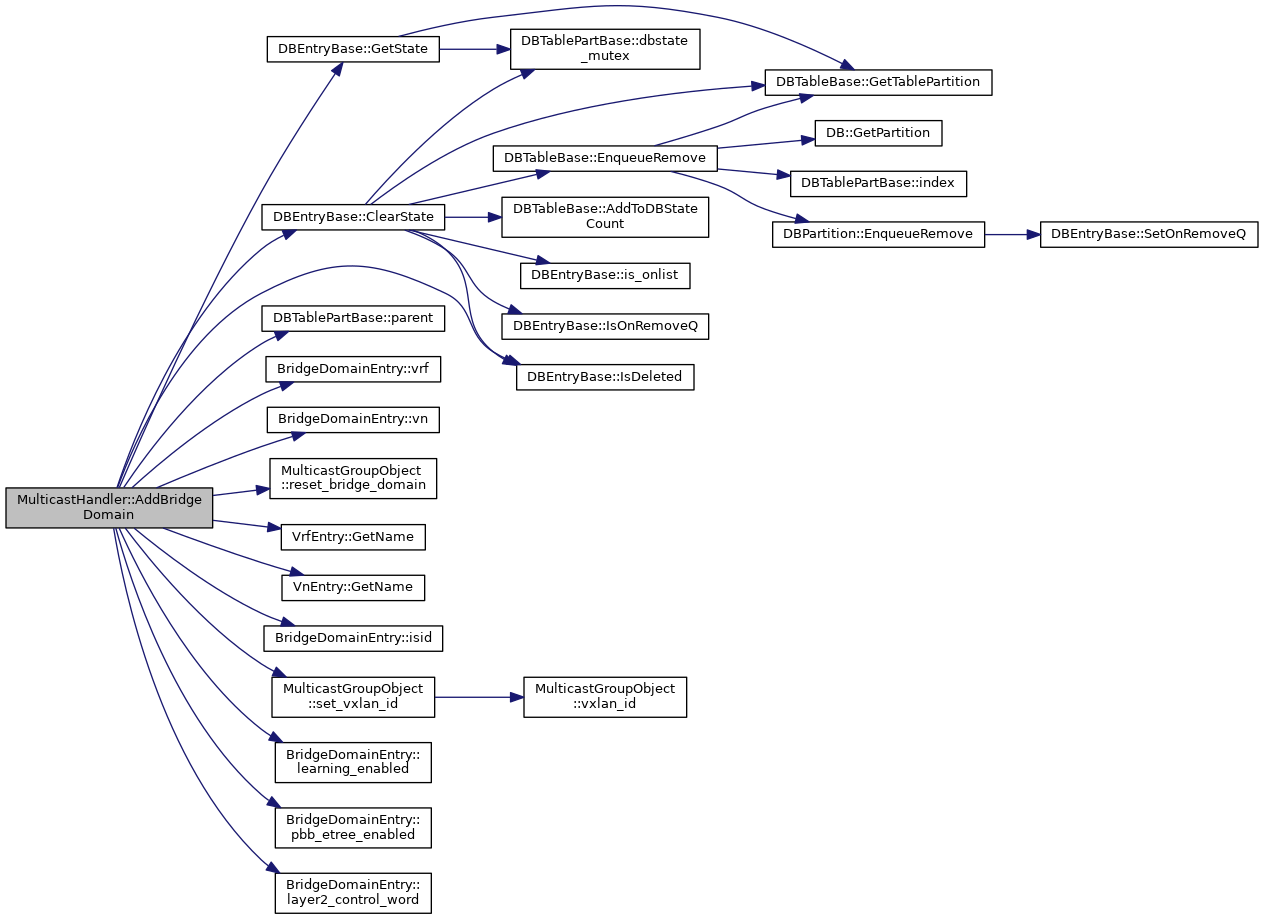 MulticastHandler::AddBridge
Domain
DBEntryBase::GetState
DBTablePartBase::dbstate
_mutex
DBTableBase::GetTablePartition
DB::GetPartition
DBTableBase::EnqueueRemove
DBTablePartBase::index
DBEntryBase::ClearState
DBTableBase::AddToDBState
Count
DBPartition::EnqueueRemove
DBEntryBase::SetOnRemoveQ
DBEntryBase::is_onlist
DBTablePartBase::parent
DBEntryBase::IsOnRemoveQ
BridgeDomainEntry::vrf
DBEntryBase::IsDeleted
BridgeDomainEntry::vn
MulticastGroupObject
::reset_bridge_domain
VrfEntry::GetName
VnEntry::GetName
BridgeDomainEntry::isid
MulticastGroupObject
::set_vxlan_id
MulticastGroupObject
::vxlan_id
BridgeDomainEntry::
learning_enabled
BridgeDomainEntry::
pbb_etree_enabled
BridgeDomainEntry::
layer2_control_word